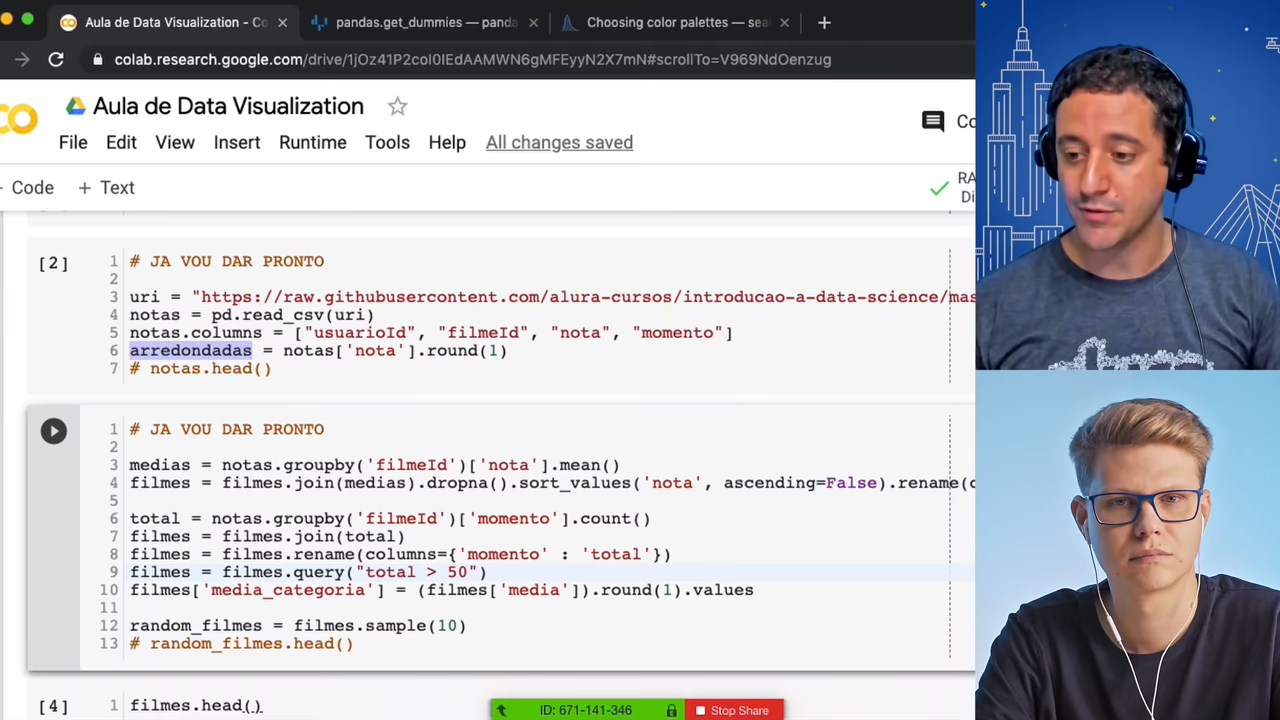 Aula de Data Visualization - Co
pandas.get_dummies — panda
Choosing color palettes — sea
colab.research.google.com/drive/1jOz41P2coI0IEdAAMWN6gMFEyyN2X7mN#scrollTo=V969NdOenzug
Aula de Data Visualization
Co
File Edit View Insert Runtime Tools Help All changes saved
Code + Text
RA
Di
[2]
1 # JA VOU DAR PRONTO
2
3 uri = "https://raw.githubusercontent.com/alura-cursos/introducao-a-data-science/mas
4 notas = pd.read_csv(uri)
5 notas.columns = ["usuarioId", "filmeId", "nota", "momento"]
6 arredondadas = notas['nota'].round(1)
7 # notas.head()
1 # JA VOU DAR PRONTO
2
3 medias = notas.groupby('filmeId')['nota'].mean()
4 filmes = filmes.join(medias).dropna().sort_values('nota', ascending=False).rename(c
5
6 total = notas.groupby('filmeId')['momento'].count()
7 filmes = filmes.join(total)
8 filmes = filmes.rename(columns={'momento' : 'total'})
9 filmes = filmes.query("total > 50")
10 filmes['media_categoria'] = (filmes['media']).round(1).values
11
12 random_filmes = filmes.sample(10)
13 # random_filmes.head()
[4]
1 filmes.head()
ID: 671-141-346
Stop Share